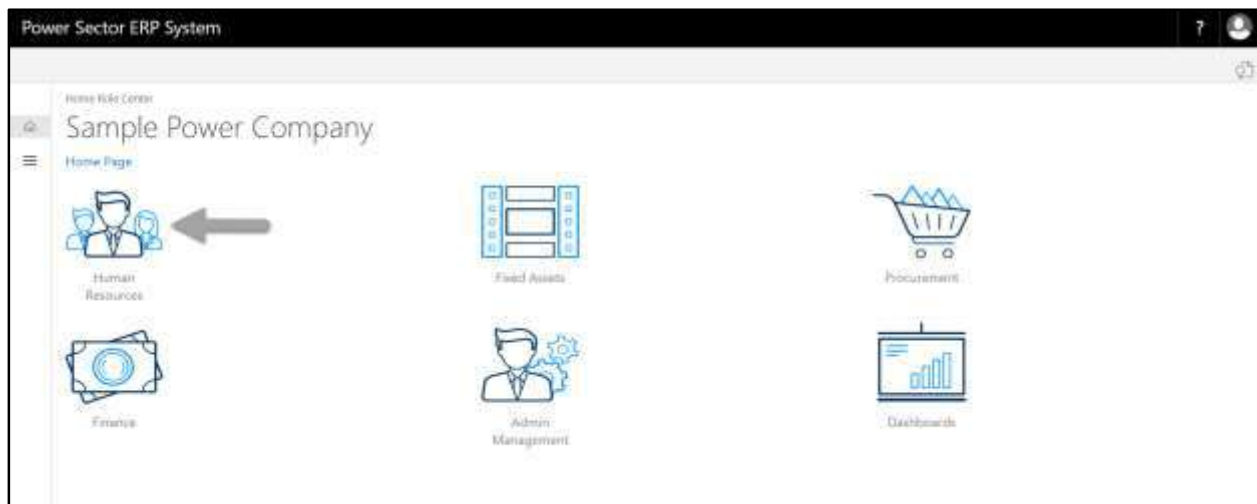 Power Sector ERP System
?
Home Role Center
Sample Power Company
Home Page
Human
Resources
Fixed Assets
Procurement
Finance
Admin
Management
Dashboards